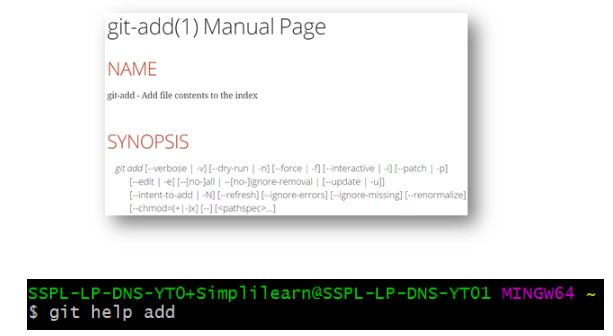 git-add(1) Manual Page
NAME
git-add - Add file contents to the index
SYNOPSIS
git add [--verbose | -v] [--dry-run | -n] [--force | -f] [--interactive | -i] [--patch | -p]
[--edit | -e] [--[no-]all | --[no-]ignore-removal | [--update | -u]]
[--intent-to-add | -N] [--refresh] [--ignore-errors] [--ignore-missing] [--renormalize]
[--chmod=(+|-)x] [--] [<pathspec>...]
SSPL-LP-DNS-YT0+Simplilearn@SSPL-LP-DNS-YT01 MINGW64 ~
$ git help add